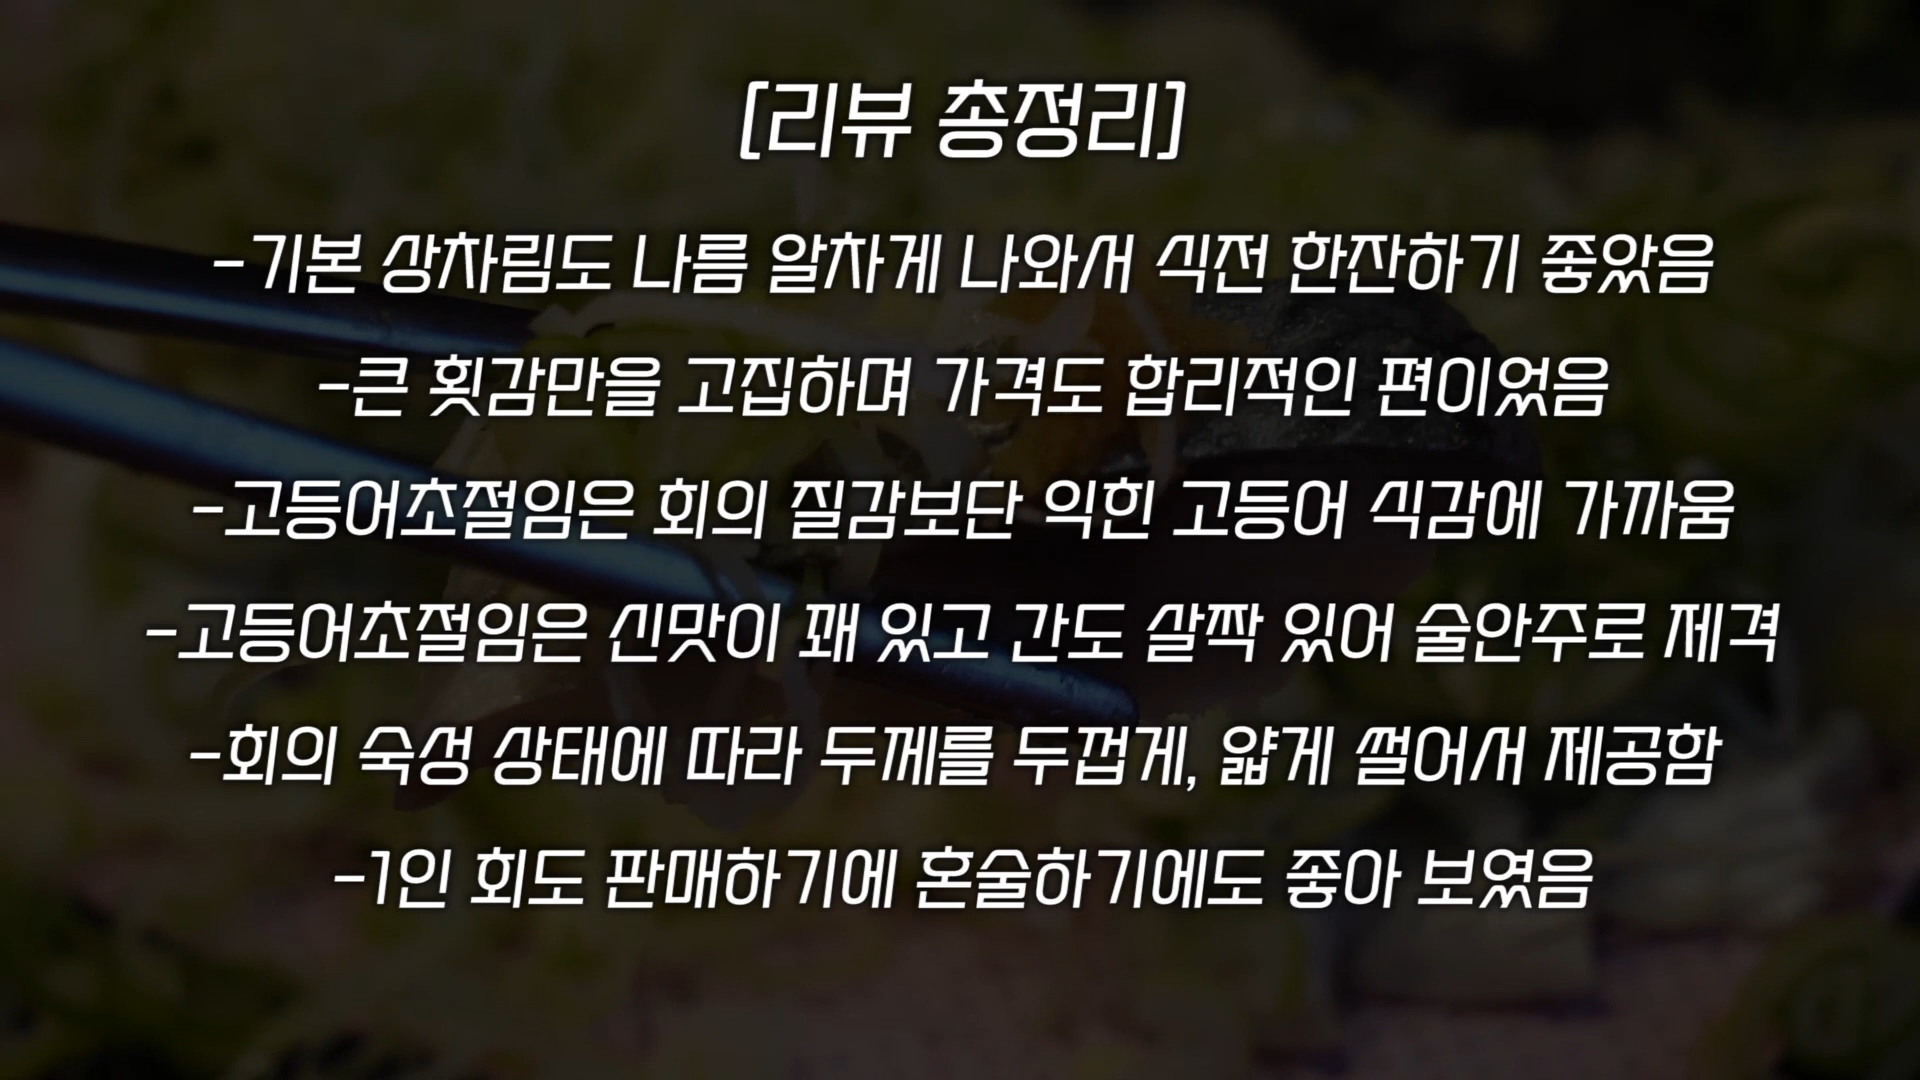 [리뷰 총정리]
-기본 상차림도 나름 알차게 나와서 식전 한잔하기 좋았음
-큰 횟감만을 고집하며 가격도 합리적인 편이었음
-고등어초절임은 회의 질감보단 익힌 고등어 식감에 가까움
-고등어초절임은 신맛이 꽤 있고 간도 살짝 있어 술안주로 제격
-회의 숙성 상태에 따라 두께를 두껍게, 얇게 썰어서 제공함
-1인 회도 판매하기에 혼술하기에도 좋아 보였음